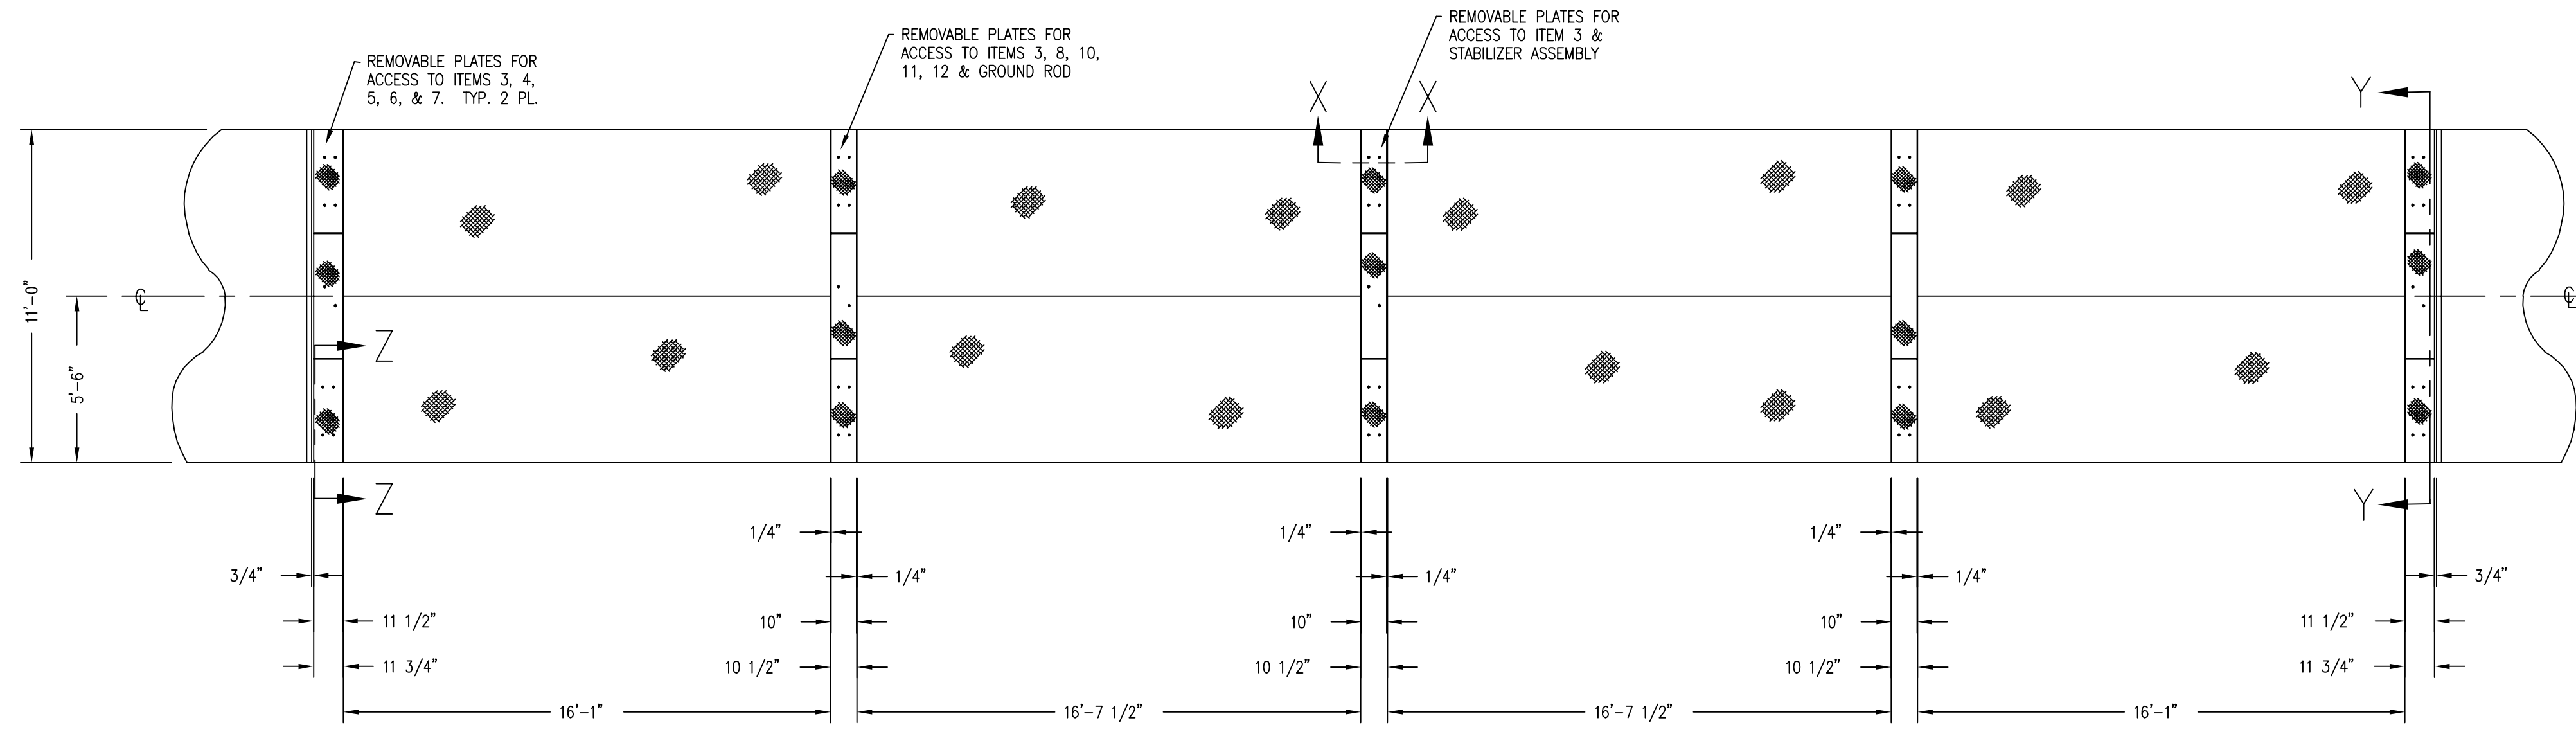 REMOVABLE PLATES FOR
ACCESS TO ITEM 3 &
STABILIZER ASSEMBLY
REMOVABLE PLATES FOR
ACCESS TO ITEMS 3, 8, 10,
11, 12 & GROUND ROD
REMOVABLE PLATES FOR
ACCESS TO ITEMS 3, 4,
5, 6, & 7. TYP. 2 PL.
X X
Y
11'-0"
℄
℄
5'-6"
Z
Z
Y
1/4" 1/4" 1/4"
3/4" 1/4" 1/4" 1/4" 3/4"
11 1/2" 10" 10" 10" 11 1/2"
11 3/4" 10 1/2" 10 1/2" 10 1/2" 11 3/4"
16'-1" 16'-7 1/2" 16'-7 1/2" 16'-1"